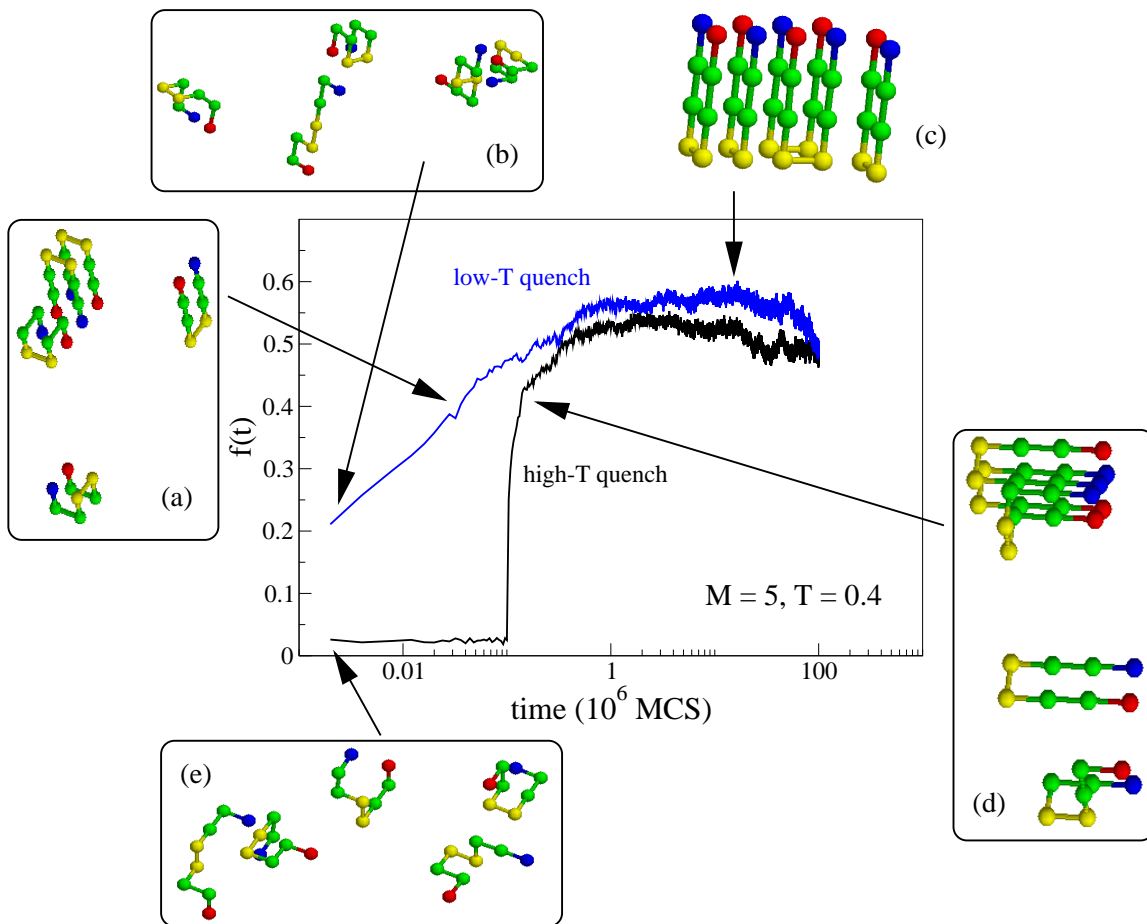 (b)
(c)
(a)
low-T quench
high-T quench
M = 5, T = 0.4
f(t)
0.6
0.5
0.4
0.3
0.2
0.1
0
0.01
1
100
time (10^6 MCS)
(d)
(e)